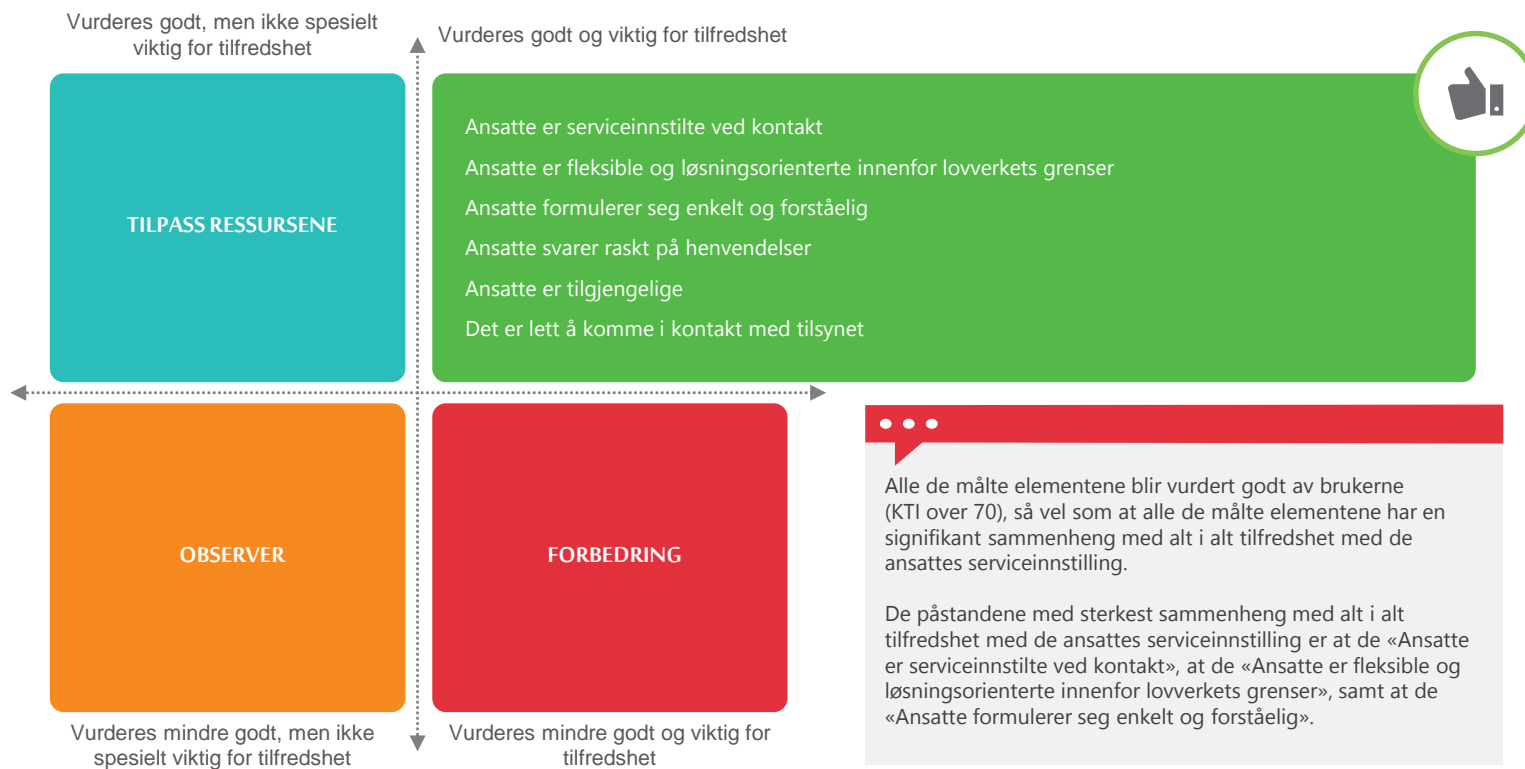 Vurderes godt, men ikke spesielt
viktig for tilfredshet
Vurderes godt og viktig for tilfredshet
TILPASS RESSURSENE
Ansatte er serviceinnstilte ved kontakt
Ansatte er fleksible og løsningsorienterte innenfor lovverkets grenser
Ansatte formulerer seg enkelt og forståelig
Ansatte svarer raskt på henvendelser
Ansatte er tilgjengelige
Det er lett å komme i kontakt med tilsynet
OBSERVER
FORBEDRING
Vurderes mindre godt, men ikke
spesielt viktig for tilfredshet
Vurderes mindre godt og viktig for
tilfredshet
Alle de målte elementene blir vurdert godt av brukerne
(KTI over 70), så vel som at alle de målte elementene har en
signifikant sammenheng med alt i alt tilfredshet med de
ansattes serviceinnstilling.
De påstandene med sterkest sammenheng med alt i alt
tilfredshet med de ansattes serviceinnstilling er at de «Ansatte
er serviceinnstilte ved kontakt», at de «Ansatte er fleksible og
løsningsorienterte innenfor lovverkets grenser», samt at de
«Ansatte formulerer seg enkelt og forståelig».